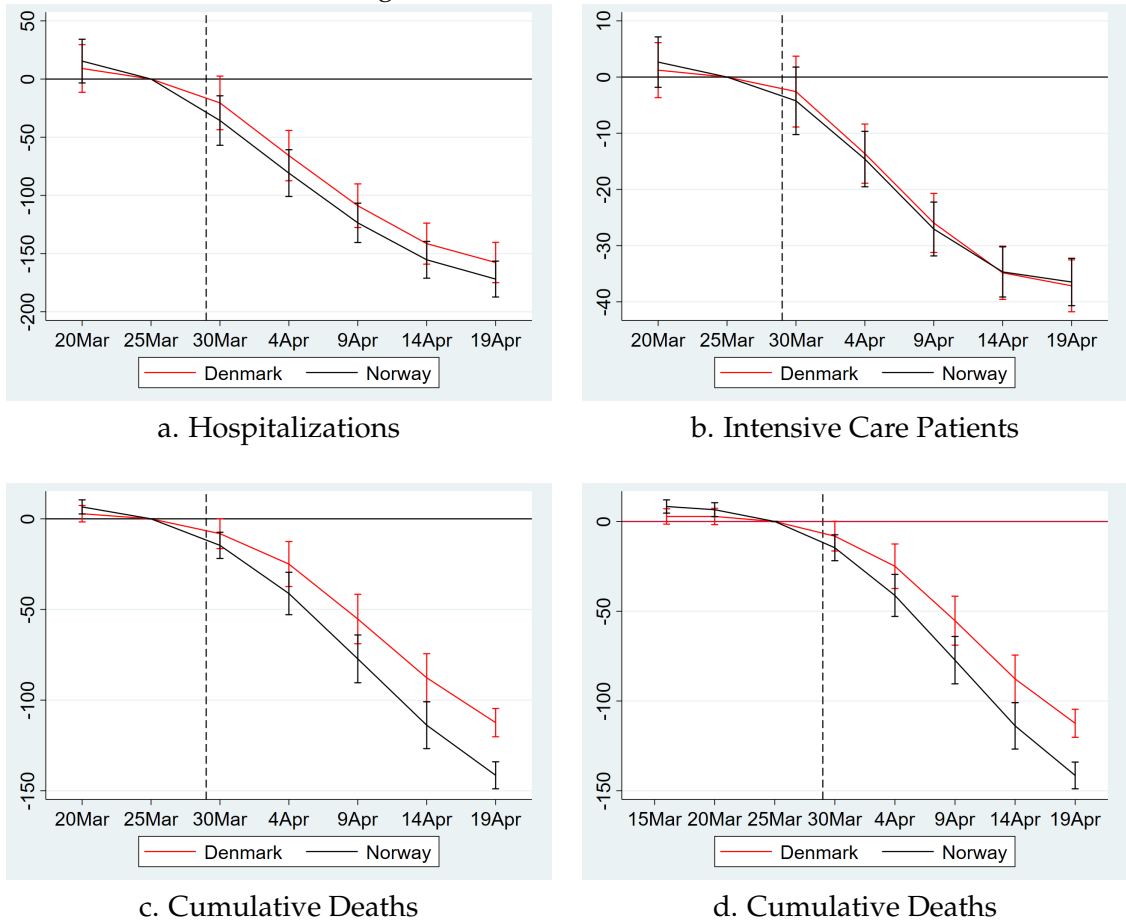 50
0
-50
-100
-150
-200
20Mar 25Mar 30Mar 4Apr 9Apr 14Apr 19Apr
Denmark Norway
a. Hospitalizations
10
0
-10
-20
-30
-40
20Mar 25Mar 30Mar 4Apr 9Apr 14Apr 19Apr
Denmark Norway
b. Intensive Care Patients
0
-50
-100
-150
20Mar 25Mar 30Mar 4Apr 9Apr 14Apr 19Apr
Denmark Norway
c. Cumulative Deaths
0
-50
-100
-150
15Mar 20Mar 25Mar 30Mar 4Apr 9Apr 14Apr 19Apr
Denmark Norway
d. Cumulative Deaths